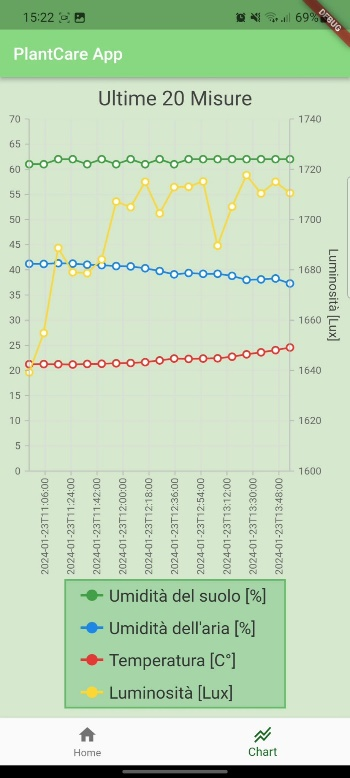 15:22 69%
DEBUG
PlantCare App
Ultime 20 Misure
70
65
60
55
50
45
40
35
30
25
20
15
10
5
0
1740
1720
1700
1680
1660
1640
1620
1600
Luminosità [Lux]
2024-01-23T11:06:00
2024-01-23T11:24:00
2024-01-23T11:42:00
2024-01-23T12:00:00
2024-01-23T12:18:00
2024-01-23T12:36:00
2024-01-23T12:54:00
2024-01-23T13:12:00
2024-01-23T13:30:00
2024-01-23T13:48:00
Umidità del suolo [%]
Umidità dell'aria [%]
Temperatura [C°]
Luminosità [Lux]
Home Chart